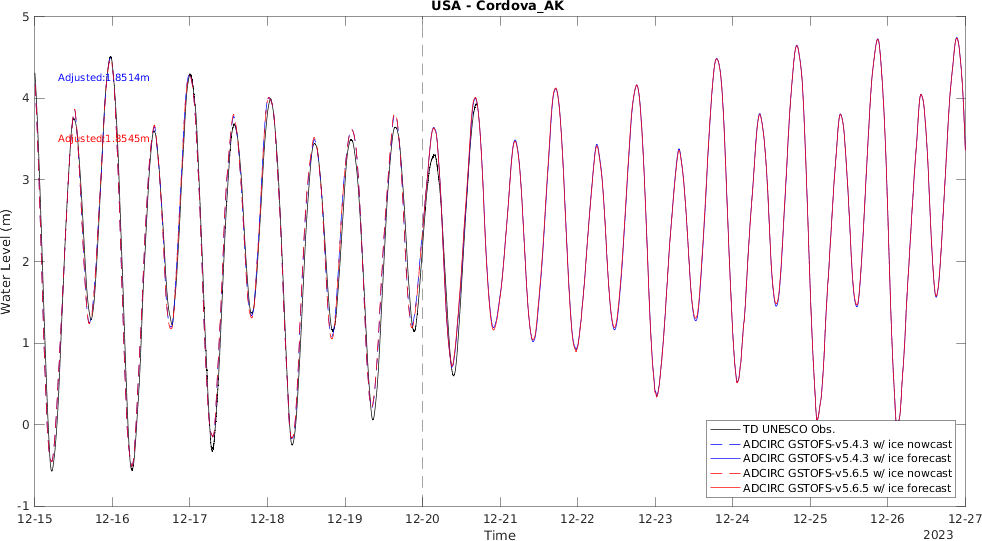 USA - Cordova_AK
Adjusted:1.8514m
Adjusted:1.8545m
Water Level (m)
5
4
3
2
1
0
-1
TD UNESCO Obs.
ADCIRC GSTOFS-v5.4.3 w/ ice nowcast
ADCIRC GSTOFS-v5.4.3 w/ ice forecast
ADCIRC GSTOFS-v5.6.5 w/ ice nowcast
ADCIRC GSTOFS-v5.6.5 w/ ice forecast
12-15 12-16 12-17 12-18 12-19 12-20 12-21 12-22 12-23 12-24 12-25 12-26 12-27
Time
2023